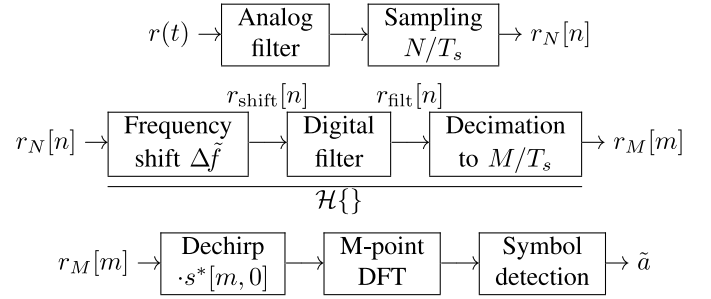 r(t) → Analog filter → Sampling N/T_s → r_N[n]
r_shift[n] r_filt[n]
r_N[n] → Frequency shift Δf̃ → Digital filter → Decimation to M/T_s → r_M[m]
ℋ{}
r_M[m] → Dechirp ·s*[m, 0] → M-point DFT → Symbol detection → ã